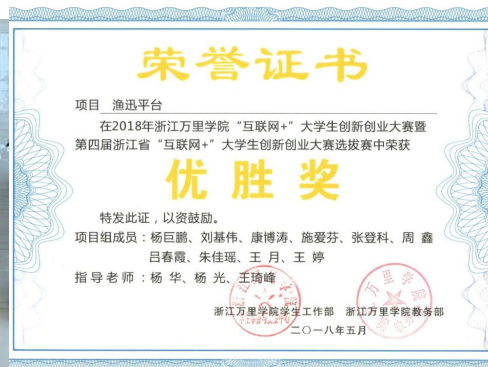 荣誉证书
项目 渔迅平台
在2018年浙江万里学院“互联网+”大学生创新创业大赛暨
第四届浙江省“互联网+”大学生创新创业大赛选拔赛中荣获
优胜奖
特发此证，以资鼓励。
项目组成员：杨巨鹏、刘基伟、康博涛、施爱芬、张登科、周 鑫
吕春霞、朱佳瑶、王 月、王 婷
指导老师：杨 华、杨 光、王琦峰
浙江万里学院学生工作部 浙江万里学院教务部
二〇一八年五月